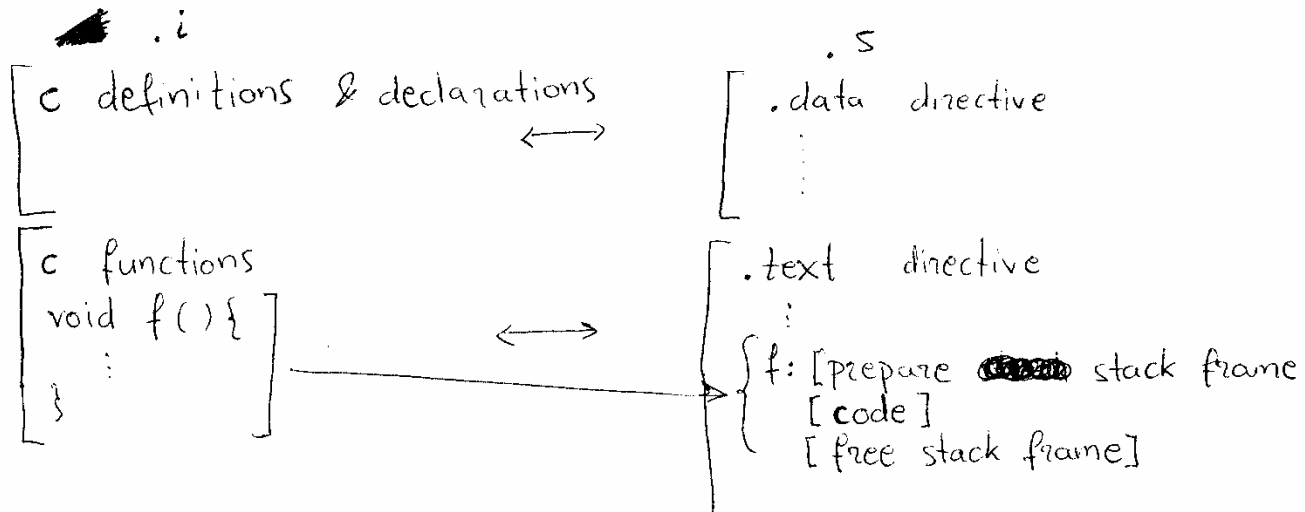 .i
c definitions & declarations
c functions
void f(){
⋮
}
.s
.data directive
⋮
.text directive
⋮
f: [prepare stack frame
[code]
[free stack frame]